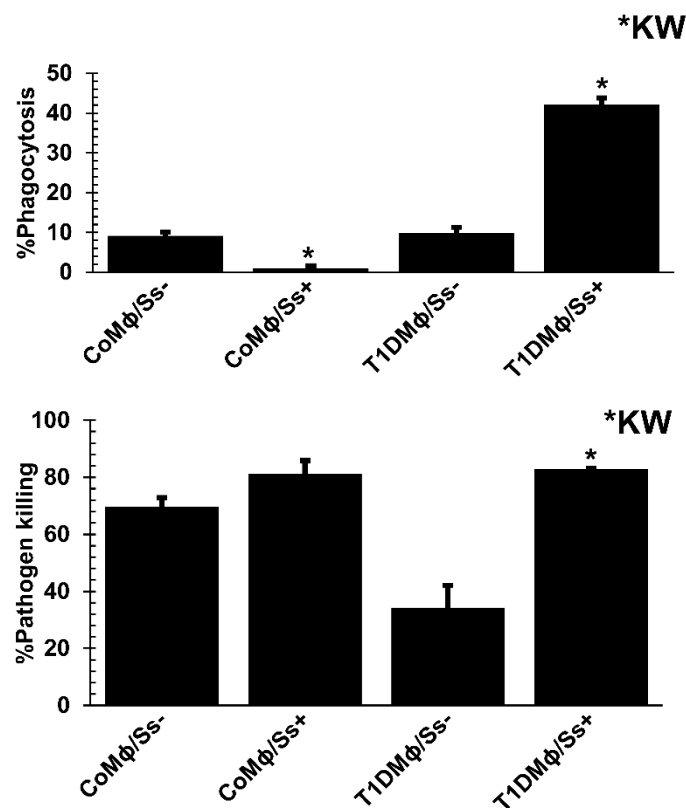 *KW
%Phagocytosis
50
*
40
30
20
*
10
0
CoMϕ/Ss-
CoMϕ/Ss+
T1DMϕ/Ss-
T1DMϕ/Ss+
*KW
%Pathogen killing
100
*
80
60
40
20
0
CoMϕ/Ss-
CoMϕ/Ss+
T1DMϕ/Ss-
T1DMϕ/Ss+